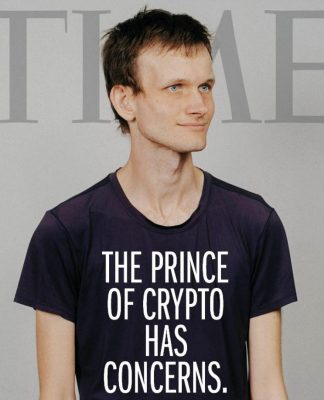 TIME
THE PRINCE
OF CRYPTO
HAS
CONCERNS.